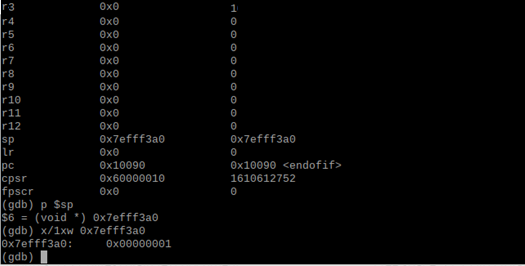 r3 0x0 1
r4 0x0 0
r5 0x0 0
r6 0x0 0
r7 0x0 0
r8 0x0 0
r9 0x0 0
r10 0x0 0
r11 0x0 0
r12 0x0 0
sp 0x7efff3a0 0x7efff3a0
lr 0x0 0
pc 0x10090 0x10090 <endofif>
cpsr 0x60000010 1610612752
fpscr 0x0 0
(gdb) p $sp
$6 = (void *) 0x7efff3a0
(gdb) x/1xw 0x7efff3a0
0x7efff3a0: 0x00000001
(gdb)